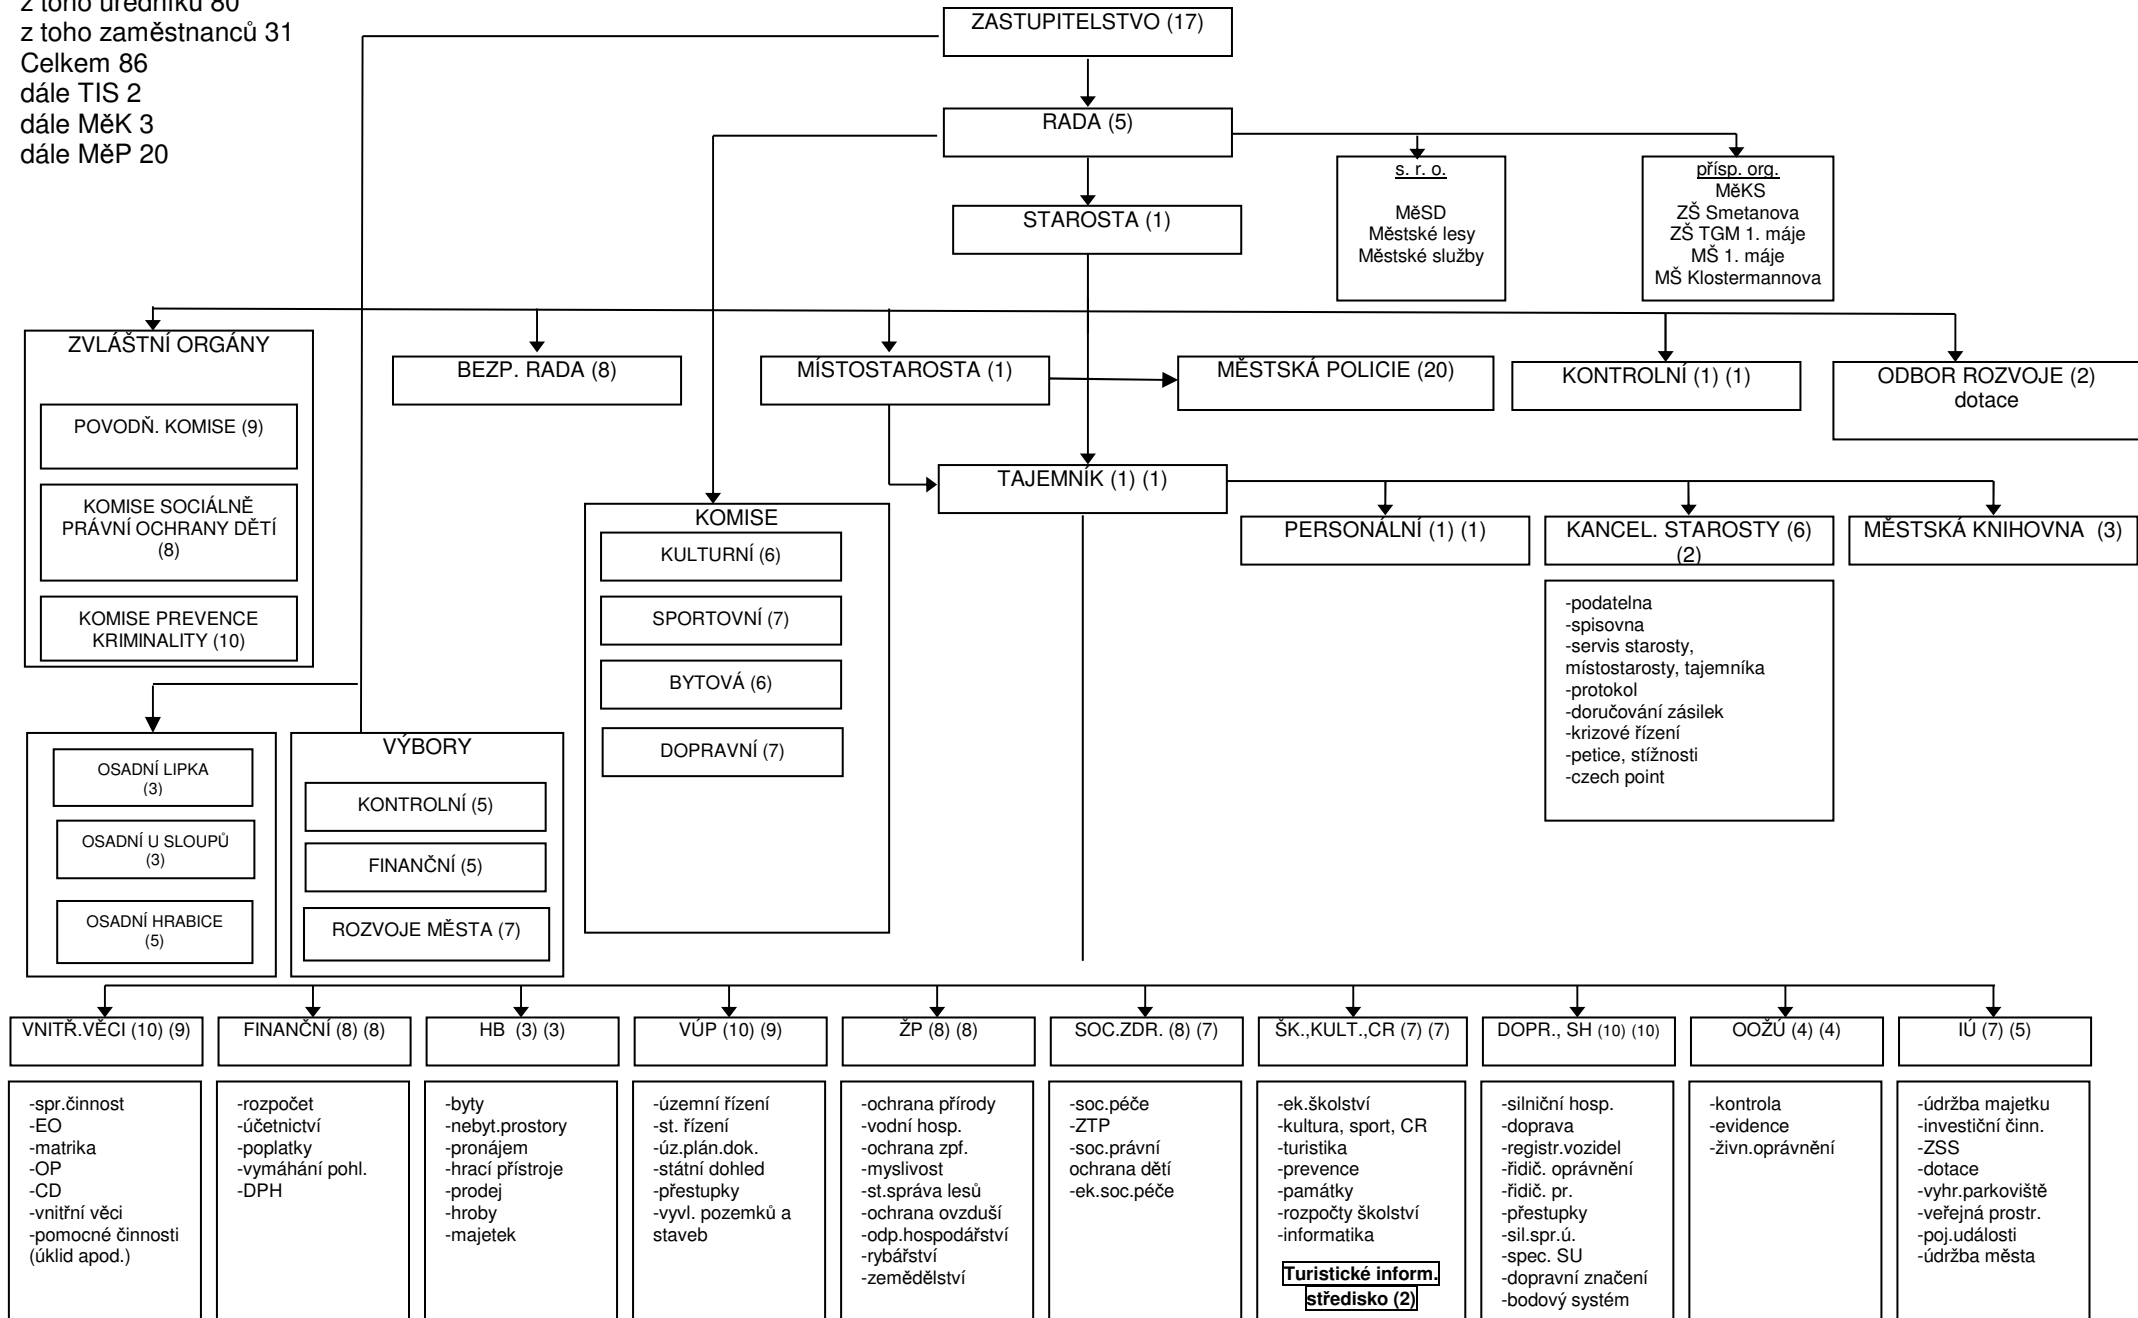 z toho úředníků 80
z toho zaměstnanců 31
Celkem 86
dále TIS 2
dále MěK 3
dále MěP 20
ZASTUPITELSTVO (17)
RADA (5)
s. r. o.
MěSD
Městské lesy
Městské služby
přísp. org.
MěKS
ZŠ Smetanova
ZŠ TGM 1. máje
MŠ 1. máje
MŠ Klostermannova
STAROSTA (1)
ZVLÁŠTNÍ ORGÁNY
POVODŇ. KOMISE (9)
KOMISE SOCIÁLNĚ
PRÁVNÍ OCHRANY DĚTÍ
(8)
KOMISE PREVENCE
KRIMINALITY (10)
BEZP. RADA (8)
MÍSTOSTAROSTA (1)
MĚSTSKÁ POLICIE (20)
KONTROLNÍ (1) (1)
ODBOR ROZVOJE (2)
dotace
TAJEMNÍK (1) (1)
KOMISE
KULTURNÍ (6)
SPORTOVNÍ (7)
BYTOVÁ (6)
DOPRAVNÍ (7)
PERSONÁLNÍ (1) (1)
KANCEL. STAROSTY (6)
(2)
MĚSTSKÁ KNIHOVNA (3)
-podatelna
-spisovna
-servis starosty,
místostarosty, tajemníka
-protokol
-doručování zásilek
-krizové řízení
-petice, stížnosti
-czech point
OSADNÍ LIPKA
(3)
OSADNÍ U SLOUPŮ
(3)
OSADNÍ HRABICE
(5)
VÝBORY
KONTROLNÍ (5)
FINANČNÍ (5)
ROZVOJE MĚSTA (7)
VNITŘ.VĚCI (10) (9)
-spr.činnost
-EO
-matrika
-OP
-CD
-vnitřní věci
-pomocné činnosti
(úklid apod.)
FINANČNÍ (8) (8)
-rozpočet
-účetnictví
-poplatky
-vymáhání pohl.
-DPH
HB (3) (3)
-byty
-nebyt.prostory
-pronájem
-hrací přístroje
-prodej
-hroby
-majetek
VÚP (10) (9)
-územní řízení
-st. řízení
-úz.plán.dok.
-státní dohled
-přestupky
-vyvl. pozemků a
staveb
ŽP (8) (8)
-ochrana přírody
-vodní hosp.
-ochrana zpf.
-myslivost
-st.správa lesů
-ochrana ovzduší
-odp.hospodářství
-rybářství
-zemědělství
SOC.ZDR. (8) (7)
-soc.péče
-ZTP
-soc.právní
ochrana dětí
-ek.soc.péče
ŠK.,KULT.,CR (7) (7)
-ek.školství
-kultura, sport, CR
-turistika
-prevence
-památky
-rozpočty školství
-informatika
Turistické inform.
středisko (2)
DOPR., SH (10) (10)
-silniční hosp.
-doprava
-registr.vozidel
-řidič. oprávnění
-řidič. pr.
-přestupky
-sil.spr.ú.
-spec. SU
-dopravní značení
-bodový systém
OOŽÚ (4) (4)
-kontrola
-evidence
-živn.oprávnění
IÚ (7) (5)
-údržba majetku
-investiční činn.
-ZSS
-dotace
-vyhr.parkoviště
-veřejná prostr.
-poj.události
-údržba města